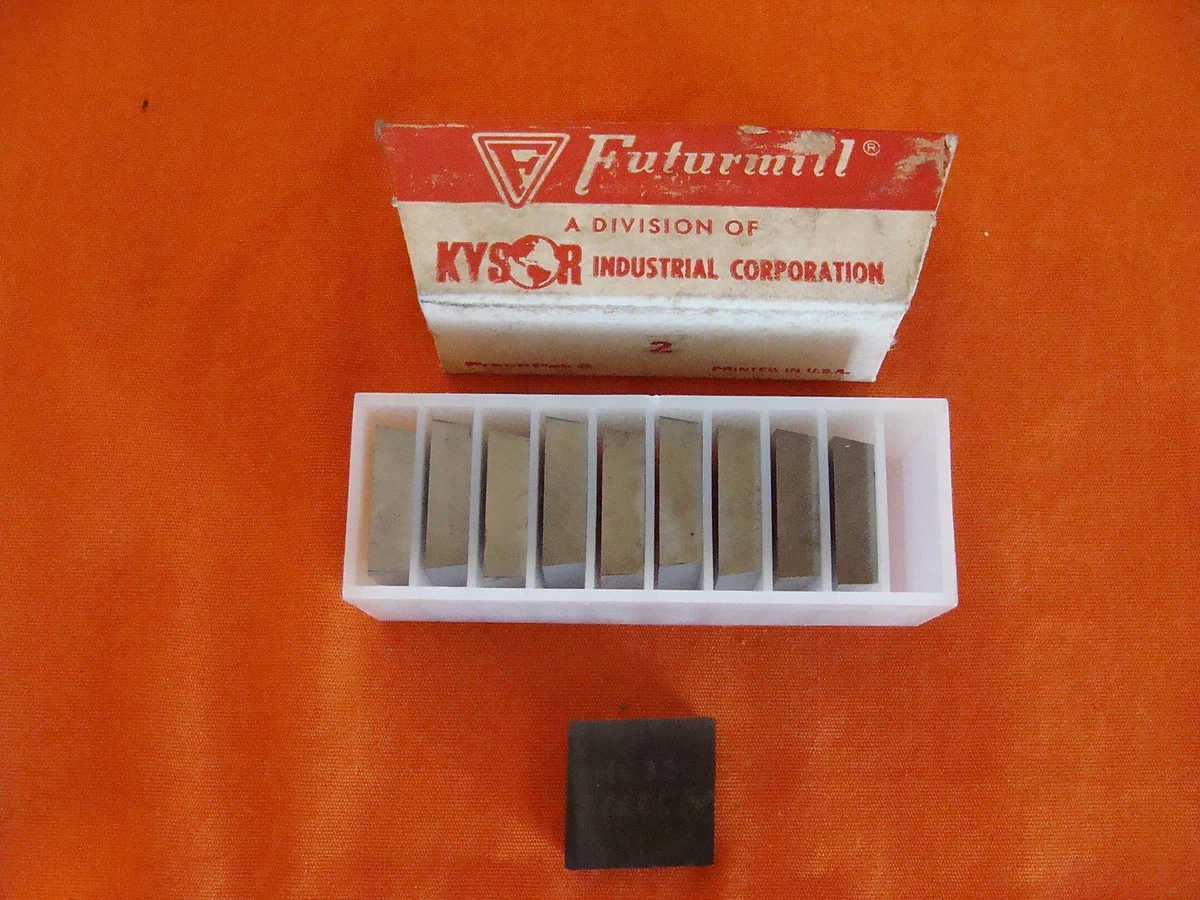 F Futurmill®
A DIVISION OF
KYSOR INDUSTRIAL CORPORATION
2
PRINTED IN U.S.A.